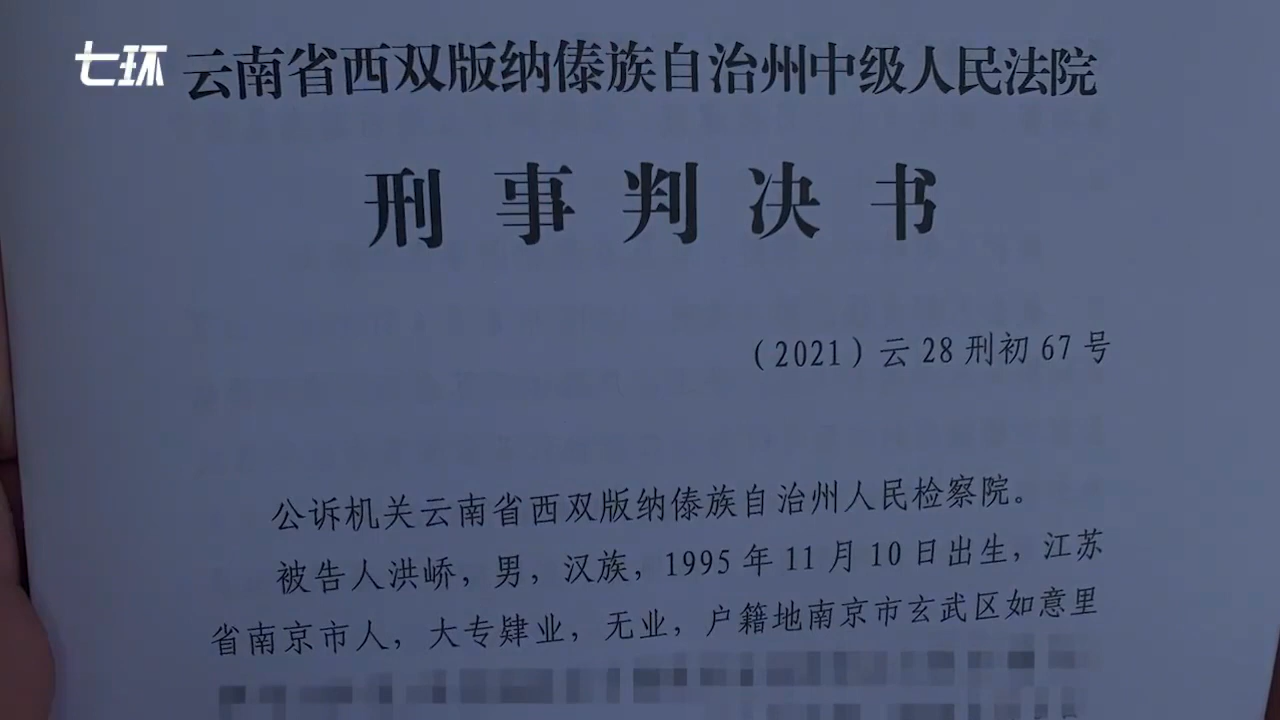 七环
云南省西双版纳傣族自治州中级人民法院
刑事判决书
（2021）云28刑初67号
公诉机关云南省西双版纳傣族自治州人民检察院。
被告人洪峤，男，汉族，1995年11月10日出生，江苏
省南京市人，大专肄业，无业，户籍地南京市玄武区如意里